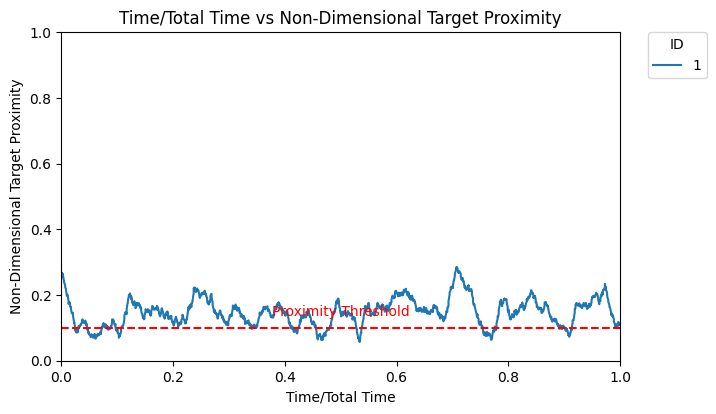 Time/Total Time vs Non-Dimensional Target Proximity
ID
1
Non-Dimensional Target Proximity
1.0
0.8
0.6
0.4
0.2
0.0
Proximity Threshold
0.0 0.2 0.4 0.6 0.8 1.0
Time/Total Time